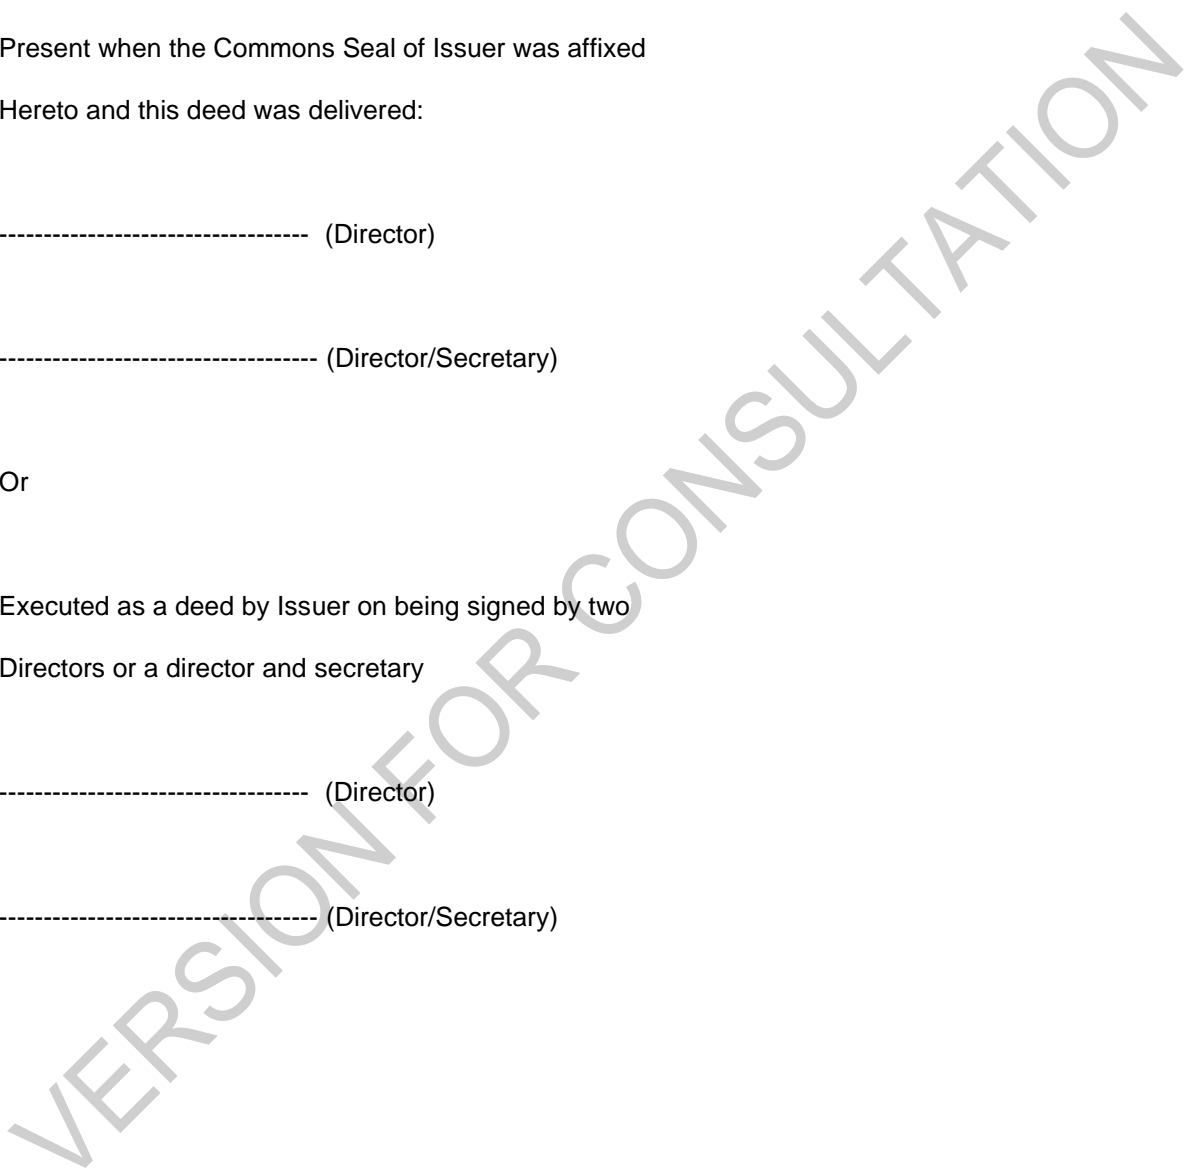 Present when the Commons Seal of Issuer was affixed
Hereto and this deed was delivered:
----------------------------------- (Director)
------------------------------------ (Director/Secretary)
Or
Executed as a deed by Issuer on being signed by two
Directors or a director and secretary
----------------------------------- (Director)
------------------------------------ (Director/Secretary)
VERSION FOR CONSULTATION